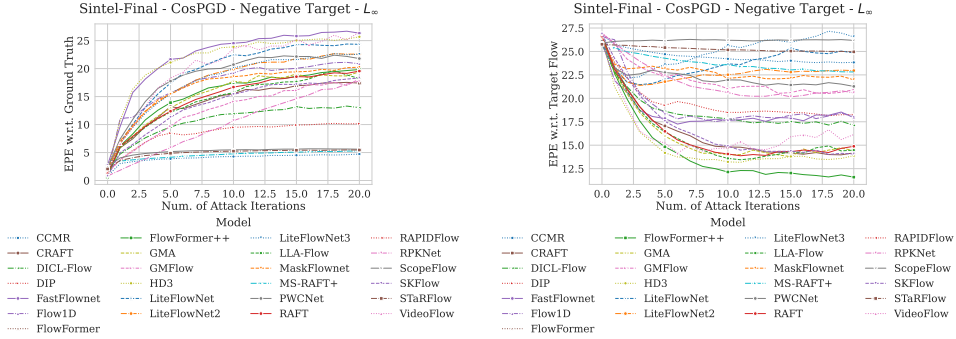 Sintel-Final - CosPGD - Negative Target - L∞
EPE w.r.t. Ground Truth
25
20
15
10
5
0
0.0 2.5 5.0 7.5 10.0 12.5 15.0 17.5 20.0
Num. of Attack Iterations
Model
CCMR FlowFormer++ LiteFlowNet3 RAPIDFlow
CRAFT GMA LLA-Flow RPKNet
DICL-Flow GMFlow MaskFlownet ScopeFlow
DIP HD3 MS-RAFT+ SKFlow
FastFlownet LiteFlowNet PWCNet STaRFlow
Flow1D LiteFlowNet2 RAFT VideoFlow
FlowFormer
Sintel-Final - CosPGD - Negative Target - L∞
EPE w.r.t. Target Flow
27.5
25.0
22.5
20.0
17.5
15.0
12.5
0.0 2.5 5.0 7.5 10.0 12.5 15.0 17.5 20.0
Num. of Attack Iterations
Model
CCMR FlowFormer++ LiteFlowNet3 RAPIDFlow
CRAFT GMA LLA-Flow RPKNet
DICL-Flow GMFlow MaskFlownet ScopeFlow
DIP HD3 MS-RAFT+ SKFlow
FastFlownet LiteFlowNet PWCNet STaRFlow
Flow1D LiteFlowNet2 RAFT VideoFlow
FlowFormer